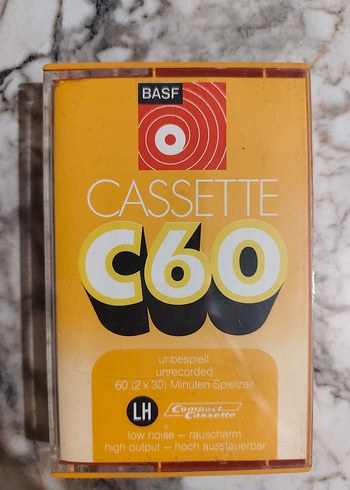 BASF
CASSETTE
C60
unbespielt
unrecorded
60 (2 x 30) Minuten Spielzeit
LH Compact Cassette
low noise – rauscharm
high output – hoch aussteuerbar